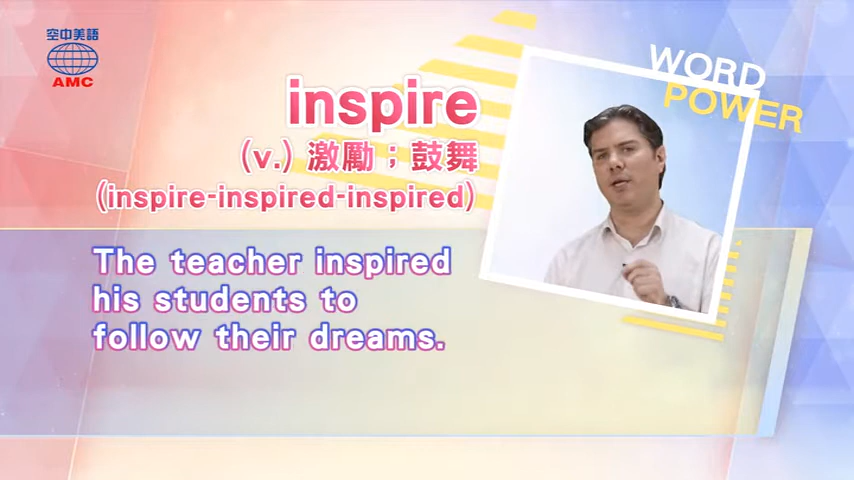 空中美語
AMC
WORD
POWER
inspire
(v.) 激勵；鼓舞
(inspire-inspired-inspired)
The teacher inspired
his students to
follow their dreams.